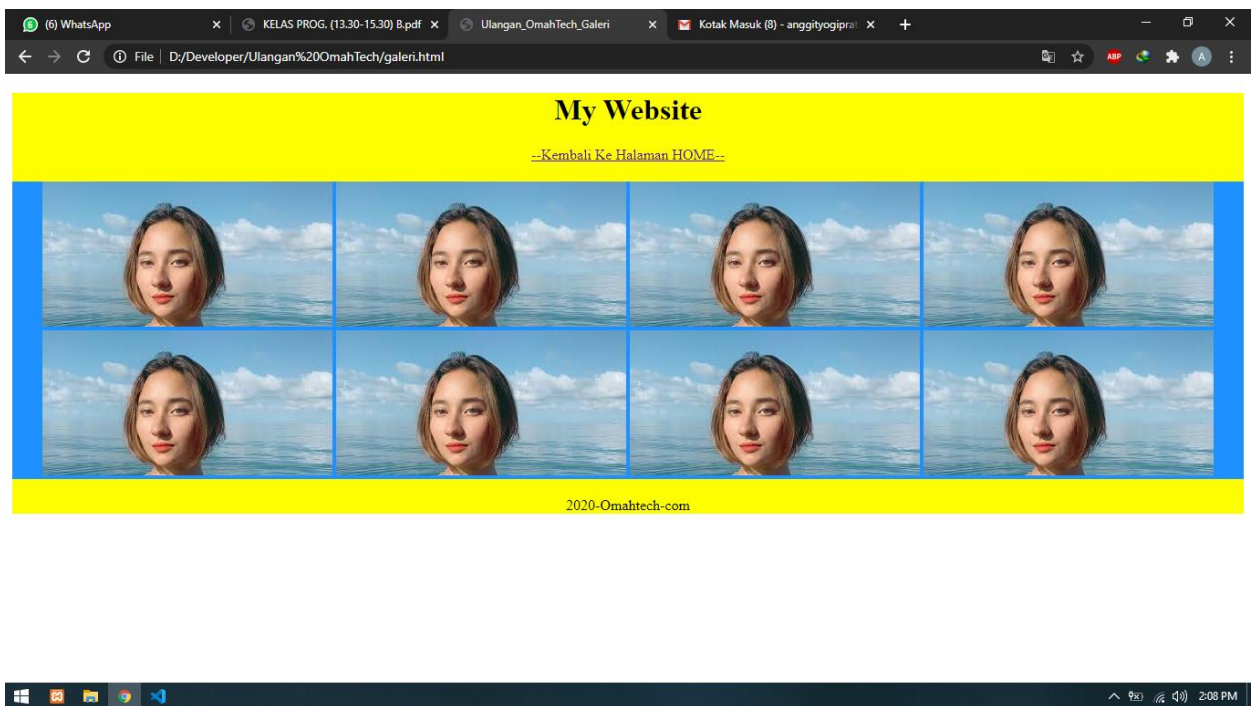 (6) WhatsApp
KELAS PROG. (13.30-15.30) B.pdf
Ulangan_OmahTech_Galeri
Kotak Masuk (8) - anggityogiprat
File
D:/Developer/Ulangan%20OmahTech/galeri.html
ABP
A
My Website
--Kembali Ke Halaman HOME--
2020-Omahtech-com
2:08 PM